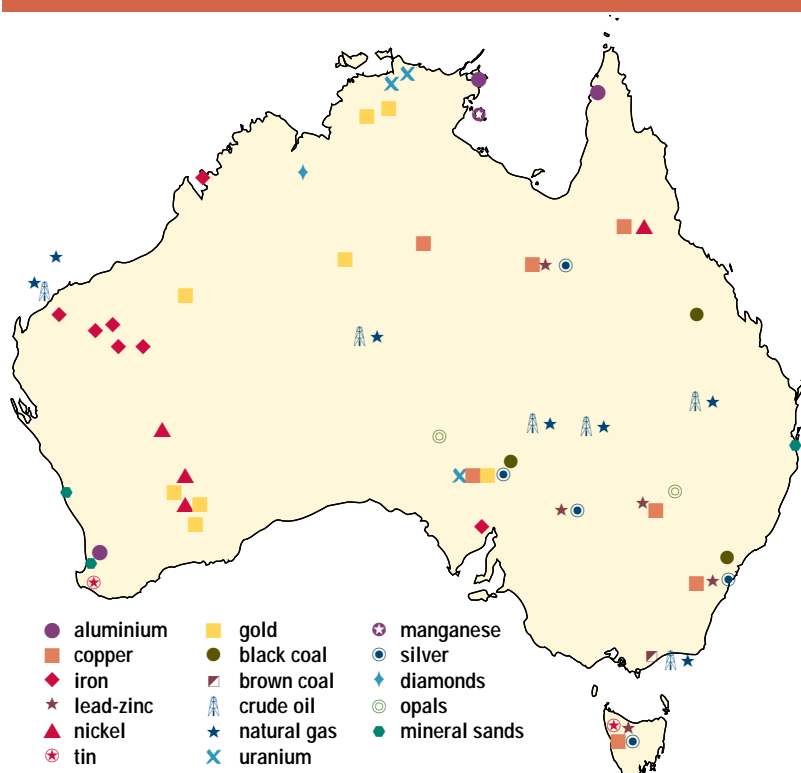 aluminium
copper
iron
lead-zinc
nickel
tin
gold
black coal
brown coal
crude oil
natural gas
uranium
manganese
silver
diamonds
opals
mineral sands